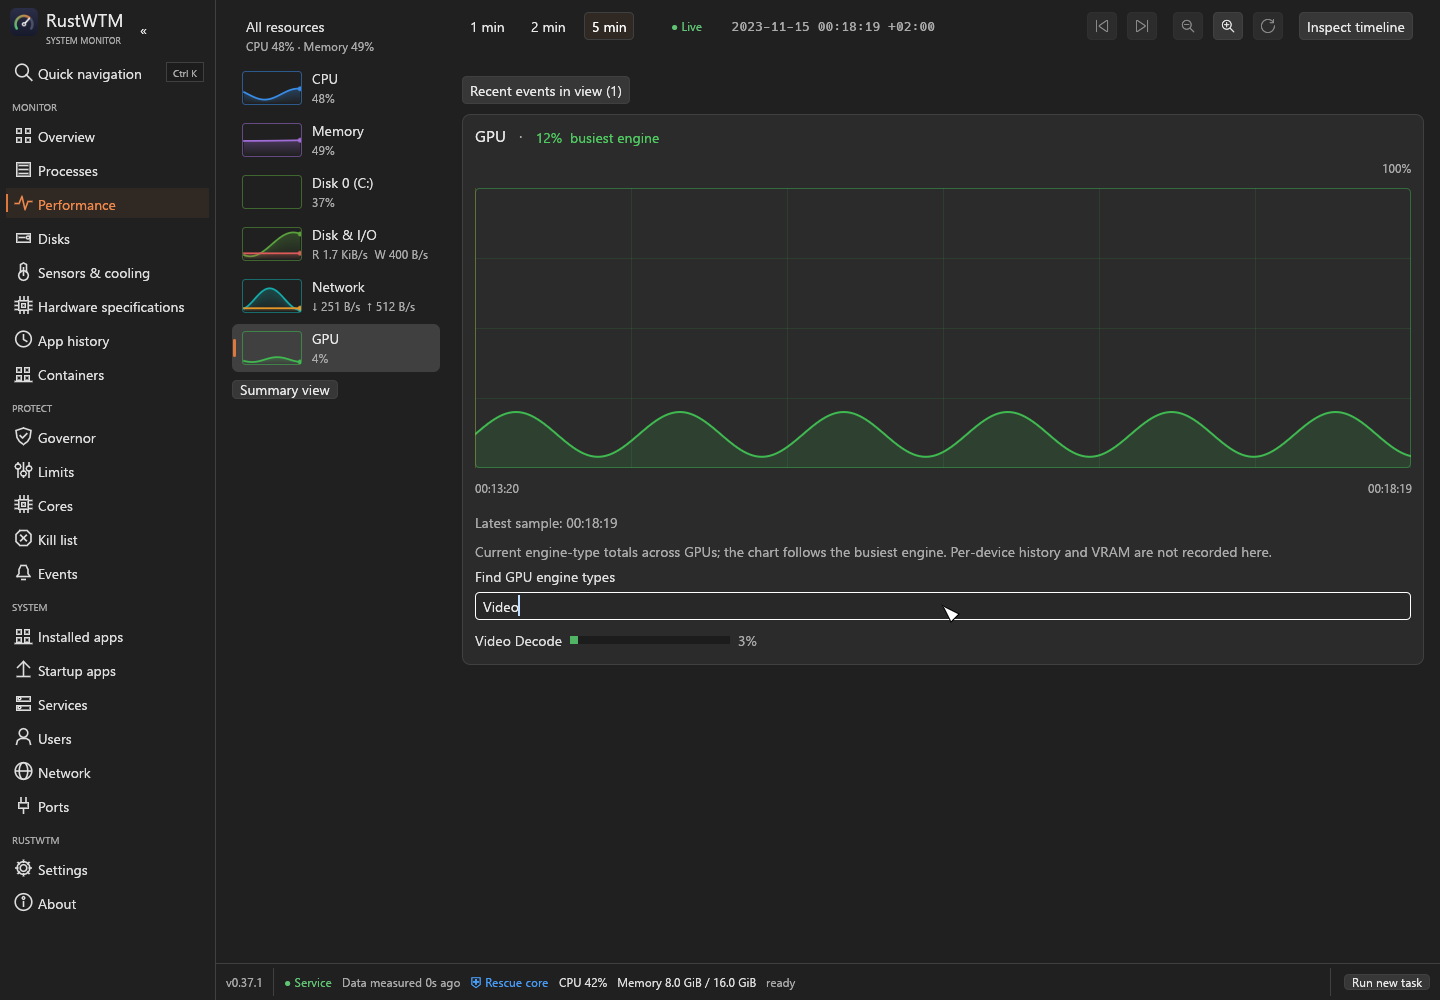 RustWTM
SYSTEM MONITOR
«
Quick navigation
Ctrl K
MONITOR
Overview
Processes
Performance
Disks
Sensors & cooling
Hardware specifications
App history
Containers
PROTECT
Governor
Limits
Cores
Kill list
Events
SYSTEM
Installed apps
Startup apps
Services
Users
Network
Ports
RUSTWTM
Settings
About
All resources
CPU 48% · Memory 49%
CPU
48%
Memory
49%
Disk 0 (C:)
37%
Disk & I/O
R 1.7 KiB/s W 400 B/s
Network
↓ 251 B/s ↑ 512 B/s
GPU
4%
Summary view
1 min
2 min
5 min
● Live
2023-11-15 00:18:19 +02:00
Inspect timeline
Recent events in view (1)
GPU · 12% busiest engine
100%
00:13:20
00:18:19
Latest sample: 00:18:19
Current engine-type totals across GPUs; the chart follows the busiest engine. Per-device history and VRAM are not recorded here.
Find GPU engine types
Video
Video Decode
3%
v0.37.1
● Service
Data measured 0s ago
Rescue core
CPU 42%
Memory 8.0 GiB / 16.0 GiB
ready
Run new task